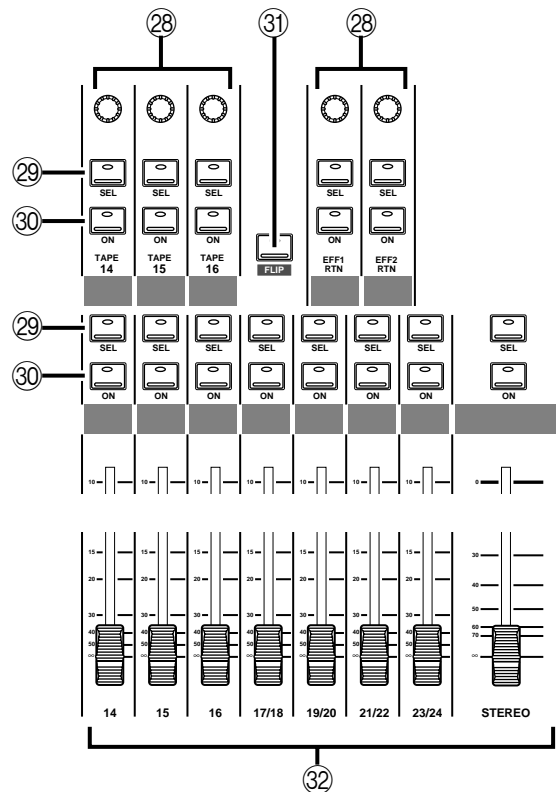 28 31 28
29 SEL SEL SEL SEL SEL
30 ON ON ON ON ON
TAPE 14 TAPE 15 TAPE 16 FLIP EFF1 RTN EFF2 RTN
29 SEL SEL SEL SEL SEL SEL SEL SEL
30 ON ON ON ON ON ON ON ON
10 10 10 10 10 10 10 0
15 15 15 15 15 15 15 30
20 20 20 20 20 20 20 40
30 30 30 30 30 30 30 50
40 40 40 40 40 40 40 60
50 50 50 50 50 50 50 70
∞ ∞ ∞ ∞ ∞ ∞ ∞ ∞
14 15 16 17/18 19/20 21/22 23/24 STEREO
32